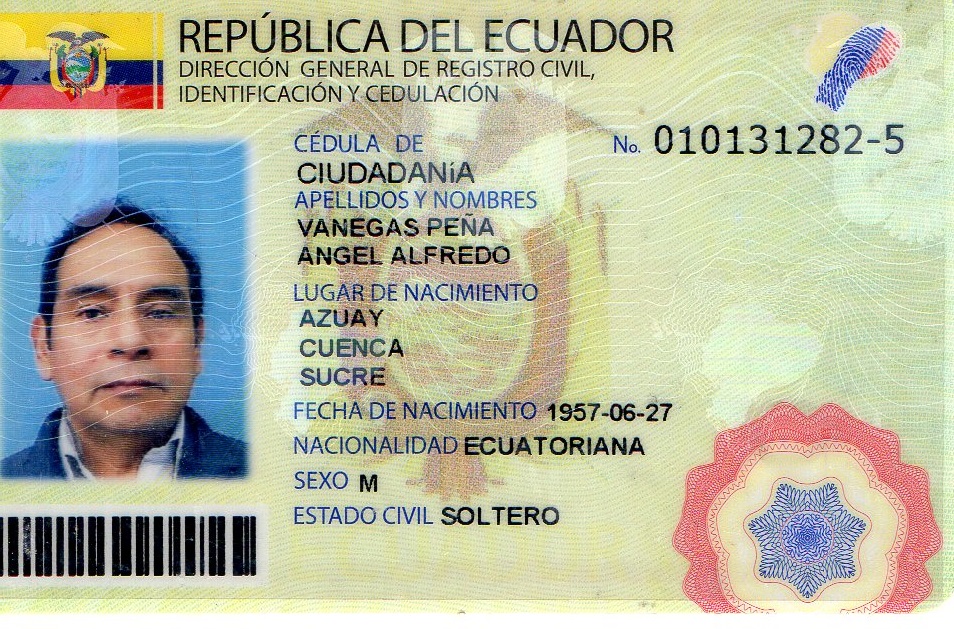 REPÚBLICA DEL ECUADOR
DIRECCIÓN GENERAL DE REGISTRO CIVIL,
IDENTIFICACIÓN Y CEDULACIÓN
CÉDULA DE No. 010131282-5
CIUDADANíA
APELLIDOS Y NOMBRES
VANEGAS PEÑA
ANGEL ALFREDO
LUGAR DE NACIMIENTO
AZUAY
CUENCA
SUCRE
FECHA DE NACIMIENTO 1957-06-27
NACIONALIDAD ECUATORIANA
SEXO M
ESTADO CIVIL SOLTERO